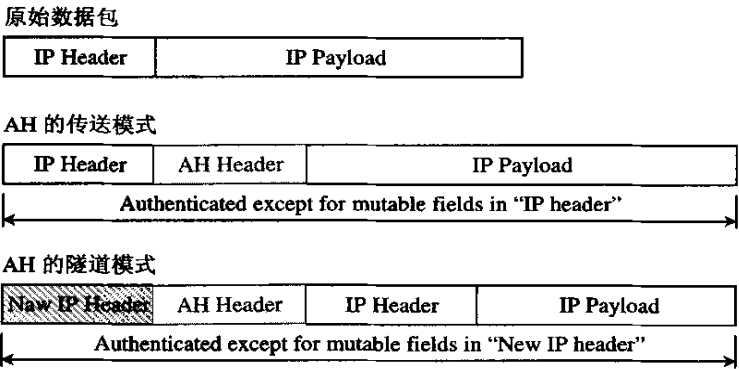 原始数据包
IP Header IP Payload
AH 的传送模式
IP Header AH Header IP Payload
Authenticated except for mutable fields in “IP header”
AH 的隧道模式
Naw IP Header AH Header IP Header IP Payload
Authenticated except for mutable fields in “New IP header”